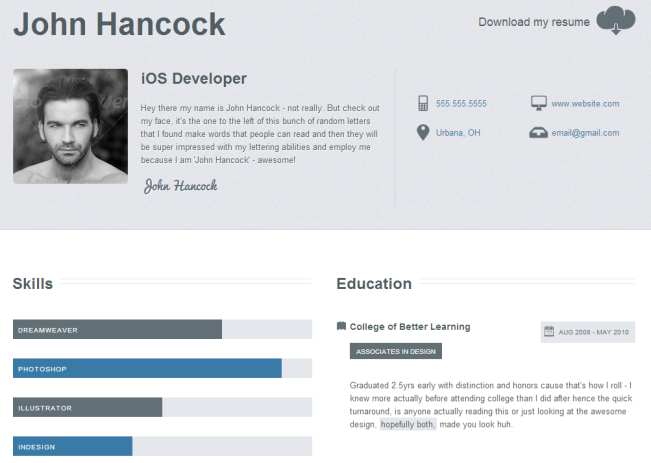 John Hancock
Download my resume
iOS Developer
Hey there my name is John Hancock - not really. But check out
my face, it's the one to the left of this bunch of random letters
that I found make words that people can read and then they will
be super impressed with my lettering abilities and employ me
because I am 'John Hancock' - awesome!
John Hancock
555.555.5555
www.website.com
Urbana, OH
email@gmail.com
Skills
DREAMWEAVER
PHOTOSHOP
ILLUSTRATOR
INDESIGN
Education
College of Better Learning
AUG 2008 - MAY 2010
ASSOCIATES IN DESIGN
Graduated 2.5yrs early with distinction and honors cause that's how I roll - I
knew more actually before attending college than I did after hence the quick
turnaround, is anyone actually reading this or just looking at the awesome
design, hopefully both, made you look huh.